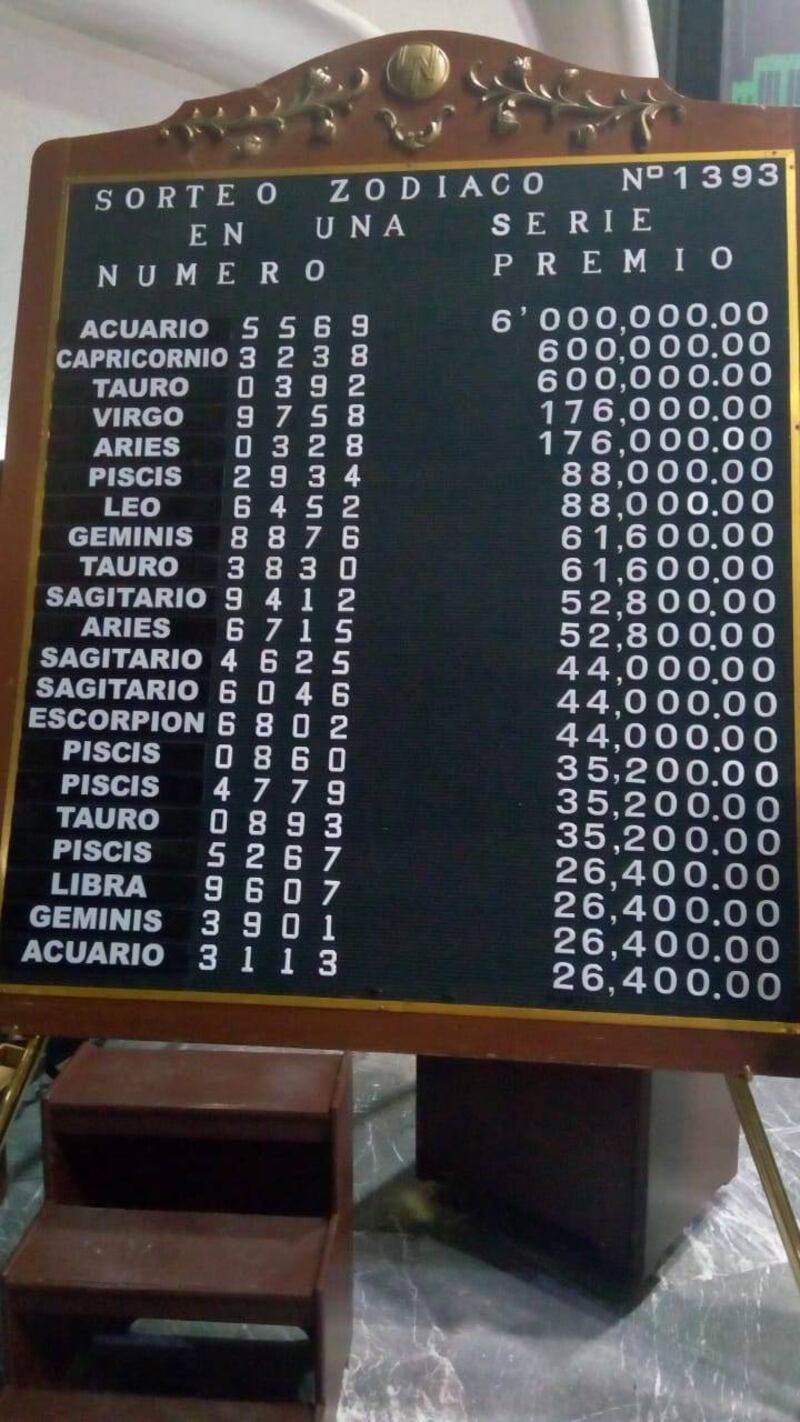 SORTEO ZODIACO Nº1393
EN UNA SERIE
NUMERO PREMIO
ACUARIO 5569 6'000,000.00
CAPRICORNIO 3238 600,000.00
TAURO 0392 600,000.00
VIRGO 9758 176,000.00
ARIES 0328 176,000.00
PISCIS 2934 88,000.00
LEO 6452 88,000.00
GEMINIS 8876 61,600.00
TAURO 3830 61,600.00
SAGITARIO 9412 52,800.00
ARIES 6715 52,800.00
SAGITARIO 4625 44,000.00
SAGITARIO 6046 44,000.00
ESCORPION 6802 44,000.00
PISCIS 0860 35,200.00
PISCIS 4779 35,200.00
TAURO 0893 35,200.00
PISCIS 5267 26,400.00
LIBRA 9607 26,400.00
GEMINIS 3901 26,400.00
ACUARIO 3113 26,400.00